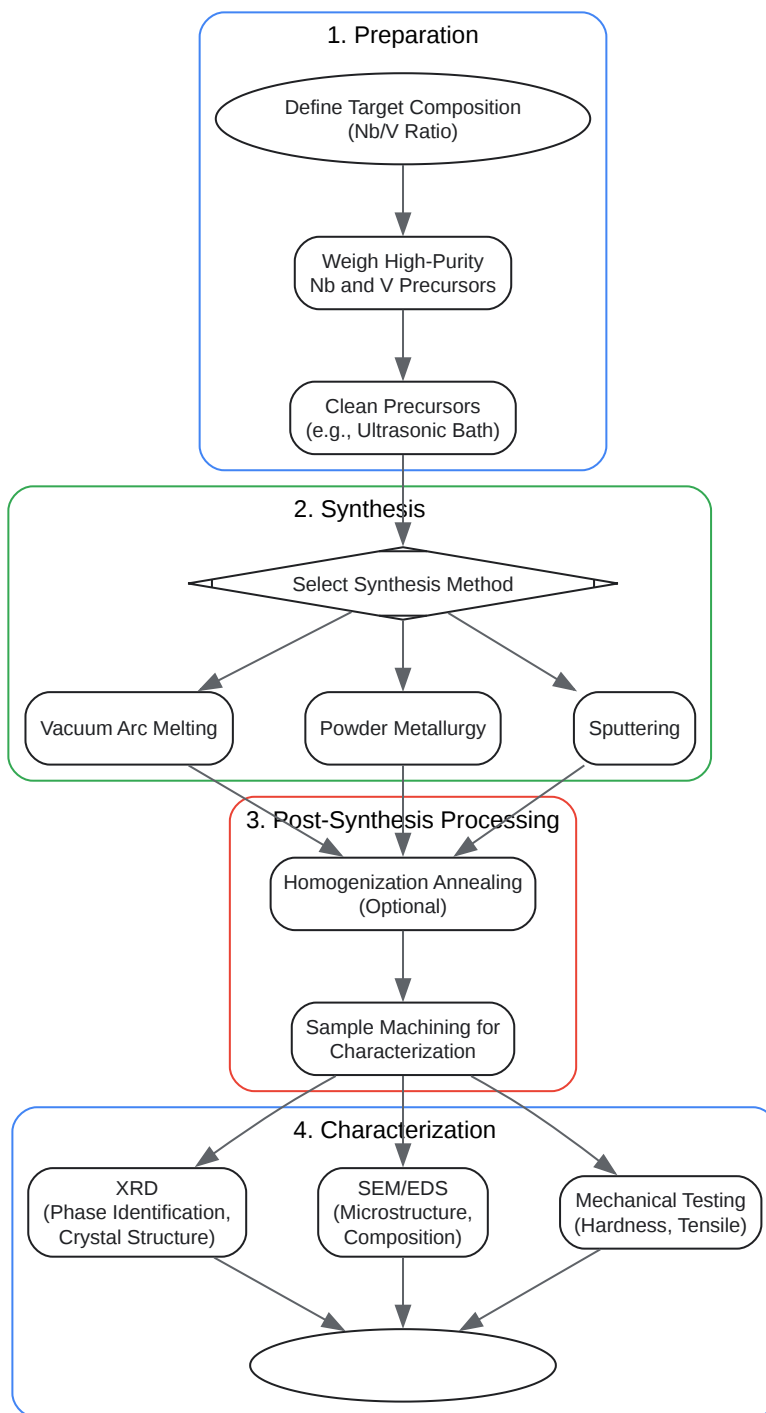 1. Preparation
Define Target Composition
(Nb/V Ratio)
Weigh High-Purity
Nb and V Precursors
Clean Precursors
(e.g., Ultrasonic Bath)
2. Synthesis
Select Synthesis Method
Vacuum Arc Melting
Powder Metallurgy
Sputtering
3. Post-Synthesis Processing
Homogenization Annealing
(Optional)
Sample Machining for
Characterization
4. Characterization
XRD
(Phase Identification,
Crystal Structure)
SEM/EDS
(Microstructure,
Composition)
Mechanical Testing
(Hardness, Tensile)